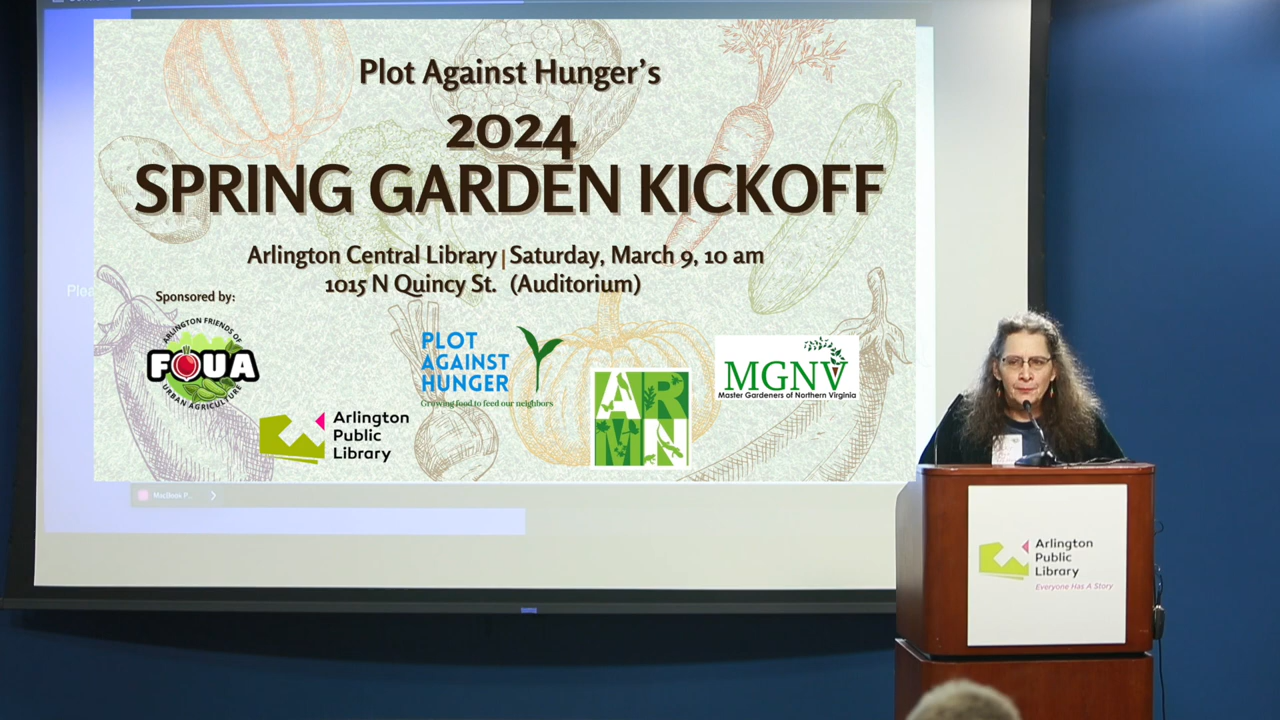 Plot Against Hunger's
2024
SPRING GARDEN KICKOFF
Arlington Central Library | Saturday, March 9, 10 am
1015 N Quincy St. (Auditorium)
Sponsored by:
ARLINGTON FRIENDS OF
FOUA
URBAN AGRICULTURE
Arlington
Public
Library
PLOT
AGAINST
HUNGER
Growing food to feed our neighbors
AR
MN
MGNV
Master Gardeners of Northern Virginia
Arlington
Public
Library
Everyone Has A Story